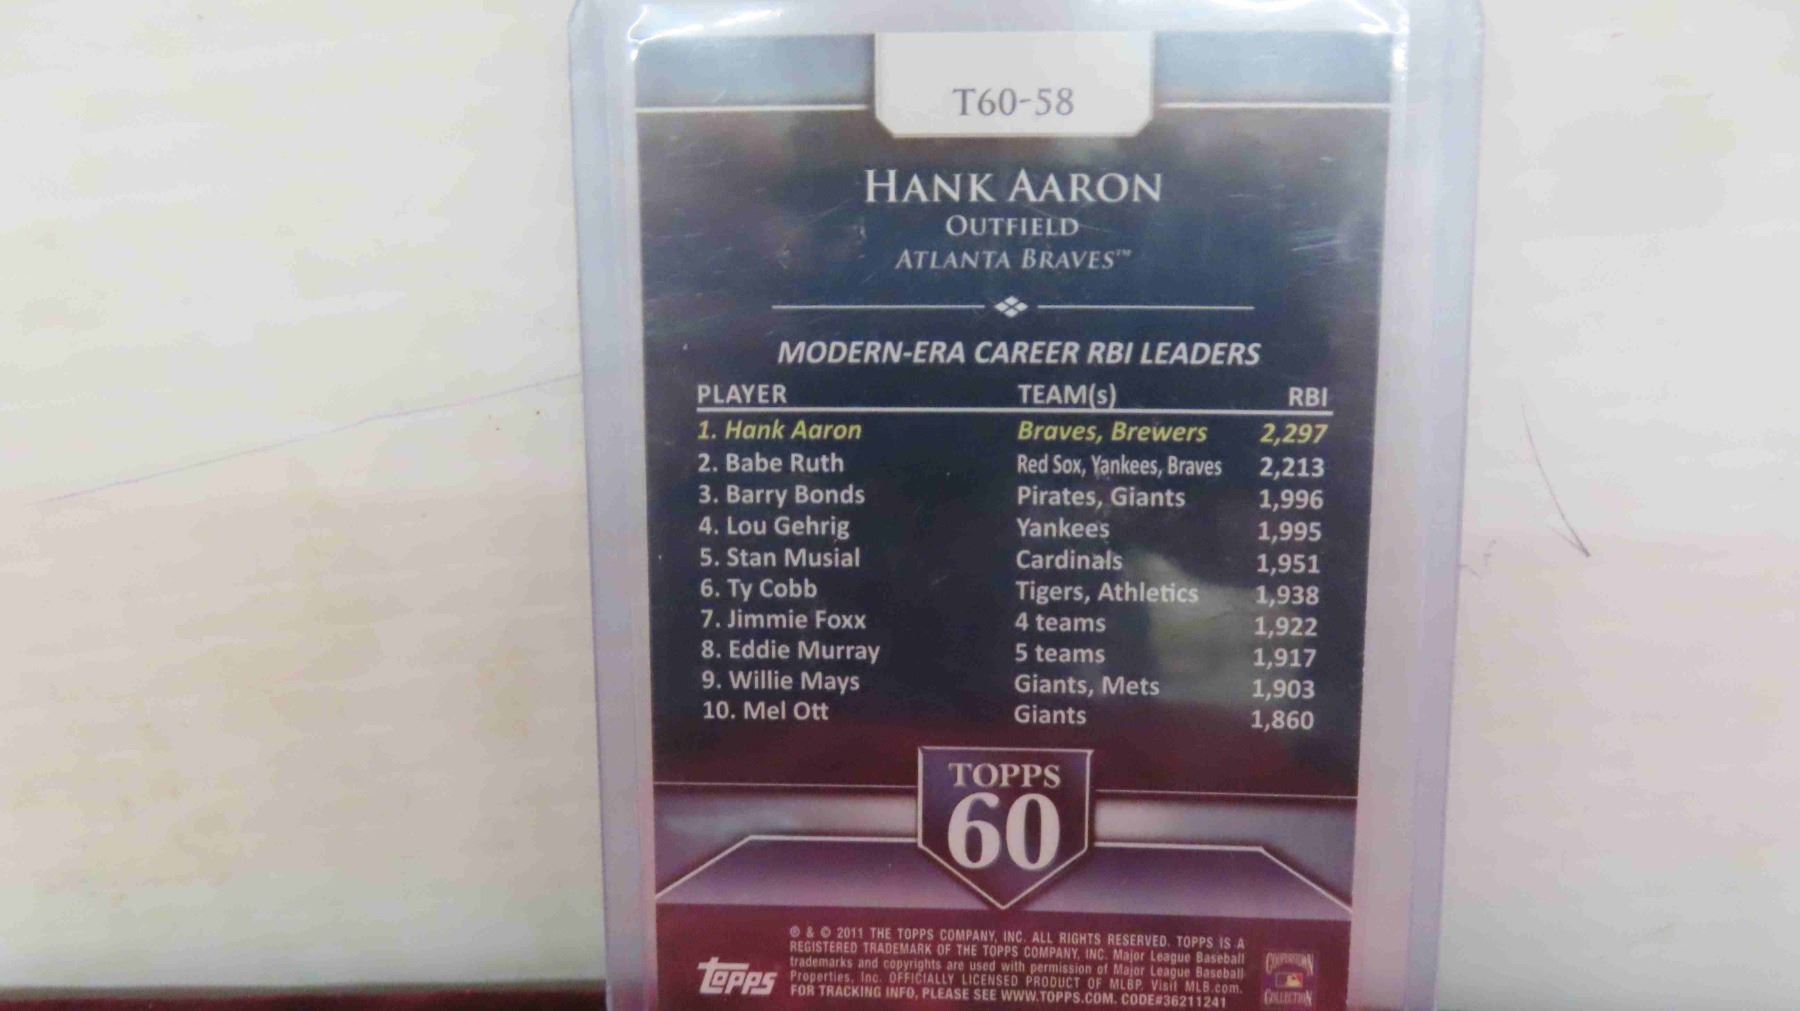 T60-58
HANK AARON
OUTFIELD
ATLANTA BRAVES™
MODERN-ERA CAREER RBI LEADERS
PLAYER TEAM(s) RBI
1. Hank Aaron Braves, Brewers 2,297
2. Babe Ruth Red Sox, Yankees, Braves 2,213
3. Barry Bonds Pirates, Giants 1,996
4. Lou Gehrig Yankees 1,995
5. Stan Musial Cardinals 1,951
6. Ty Cobb Tigers, Athletics 1,938
7. Jimmie Foxx 4 teams 1,922
8. Eddie Murray 5 teams 1,917
9. Willie Mays Giants, Mets 1,903
10. Mel Ott Giants 1,860
TOPPS
60
® & © 2011 THE TOPPS COMPANY, INC. ALL RIGHTS RESERVED. TOPPS IS A
REGISTERED TRADEMARK OF THE TOPPS COMPANY, INC. Major League Baseball
trademarks and copyrights are used with permission of Major League Baseball
Properties, Inc. OFFICIALLY LICENSED PRODUCT OF MLBP. Visit MLB.com.
FOR TRACKING INFO, PLEASE SEE WWW.TOPPS.COM. CODE#36211241
topps
COOPERSTOWN
COLLECTION